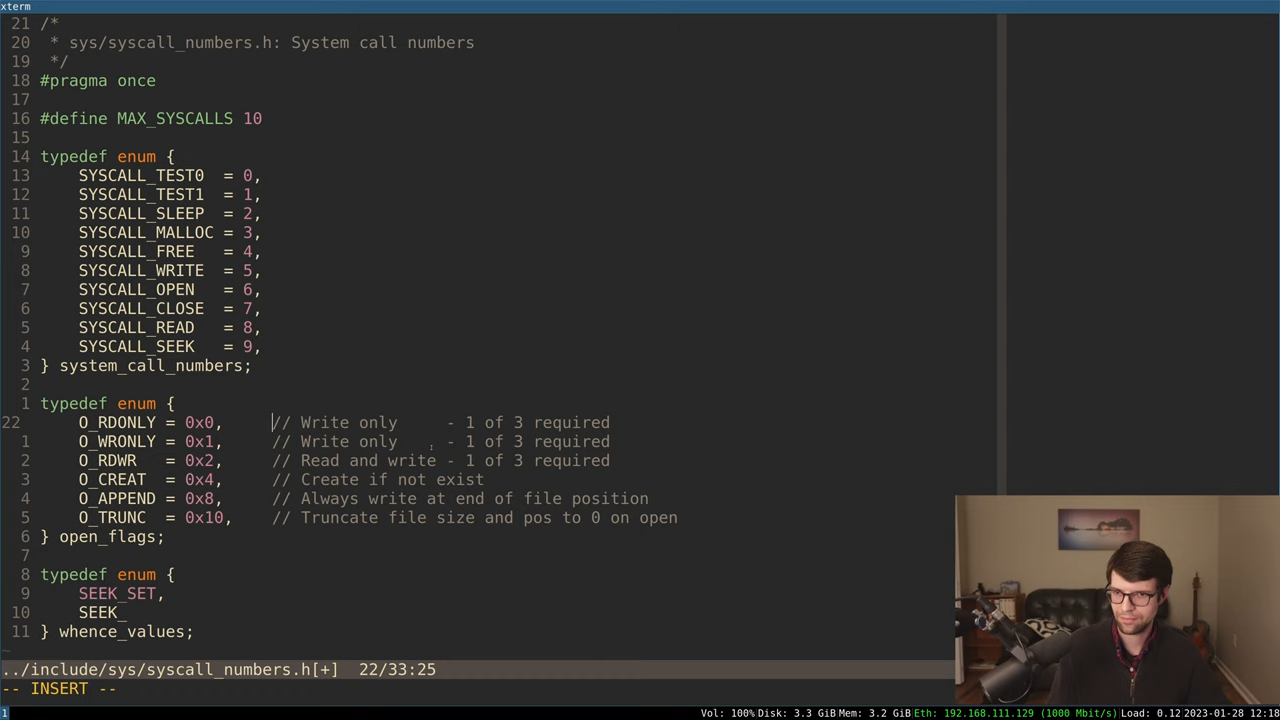 xterm
21 /*
20  * sys/syscall_numbers.h: System call numbers
19  */
18 #pragma once
17
16 #define MAX_SYSCALLS 10
15
14 typedef enum {
13     SYSCALL_TEST0  = 0,
12     SYSCALL_TEST1  = 1,
11     SYSCALL_SLEEP  = 2,
10     SYSCALL_MALLOC = 3,
9     SYSCALL_FREE   = 4,
8     SYSCALL_WRITE  = 5,
7     SYSCALL_OPEN   = 6,
6     SYSCALL_CLOSE  = 7,
5     SYSCALL_READ   = 8,
4     SYSCALL_SEEK   = 9,
3 } system_call_numbers;
2
1 typedef enum {
22     O_RDONLY = 0x0,     // Write only     - 1 of 3 required
1     O_WRONLY = 0x1,     // Write only     - 1 of 3 required
2     O_RDWR   = 0x2,     // Read and write - 1 of 3 required
3     O_CREAT  = 0x4,     // Create if not exist
4     O_APPEND = 0x8,     // Always write at end of file position
5     O_TRUNC  = 0x10,    // Truncate file size and pos to 0 on open
6 } open_flags;
7
8 typedef enum {
9     SEEK_SET,
10     SEEK_
11 } whence_values;
~
../include/sys/syscall_numbers.h[+]  22/33:25
-- INSERT --
1 Vol: 100% Disk: 3.3 GiB Mem: 3.2 GiB Eth: 192.168.111.129 (1000 Mbit/s) Load: 0.12 2023-01-28 12:18